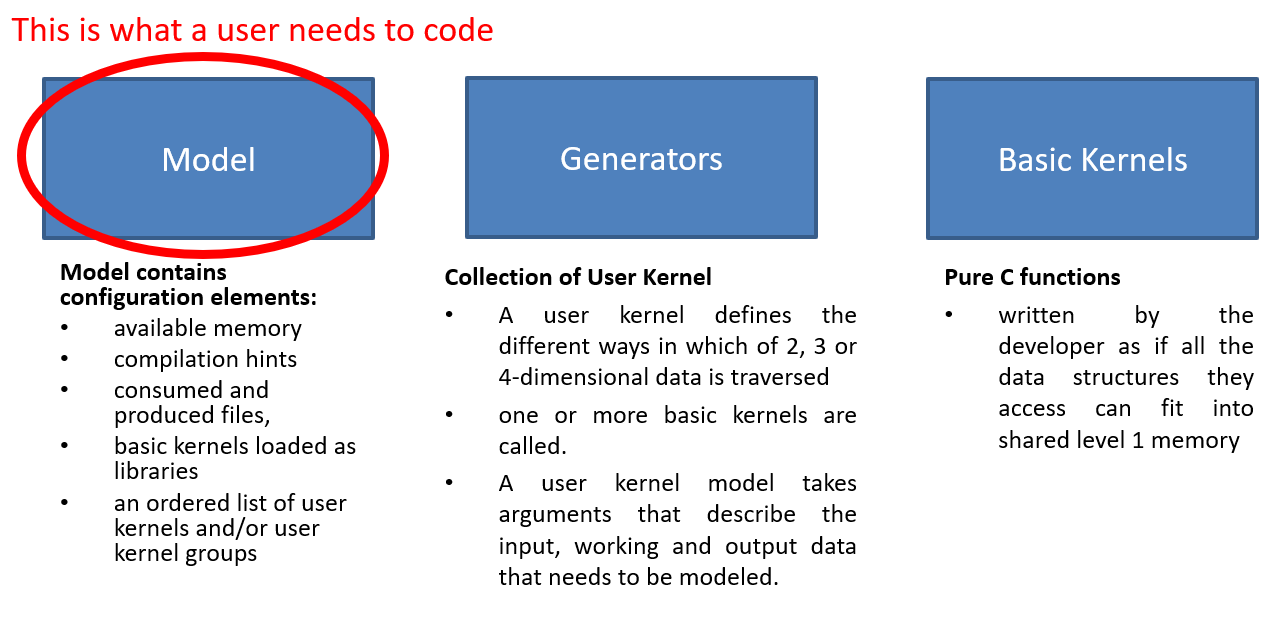 This is what a user needs to code
Model
Generators
Basic Kernels
Model contains
configuration elements:
• available memory
• compilation hints
• consumed and
produced files,
• basic kernels loaded as
libraries
• an ordered list of user
kernels and/or user
kernel groups
Collection of User Kernel
• A user kernel defines the
different ways in which of 2, 3 or
4-dimensional data is traversed
• one or more basic kernels are
called.
• A user kernel model takes
arguments that describe the
input, working and output data
that needs to be modeled.
Pure C functions
• written by the
developer as if all the
data structures they
access can fit into
shared level 1 memory